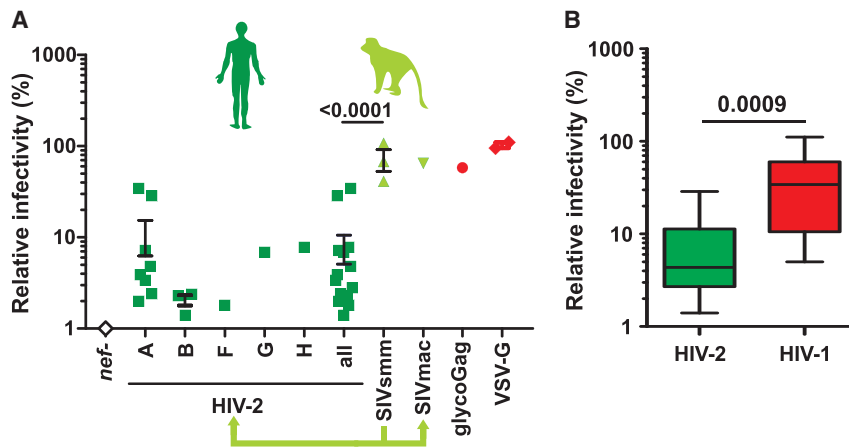 A
Relative infectivity (%)
1000
100
10
1
<0.0001
nef-
A
B
F
G
H
all
SIVsmm
SIVmac
glycoGag
VSV-G
HIV-2
B
Relative infectivity (%)
1000
100
10
1
0.0009
HIV-2
HIV-1